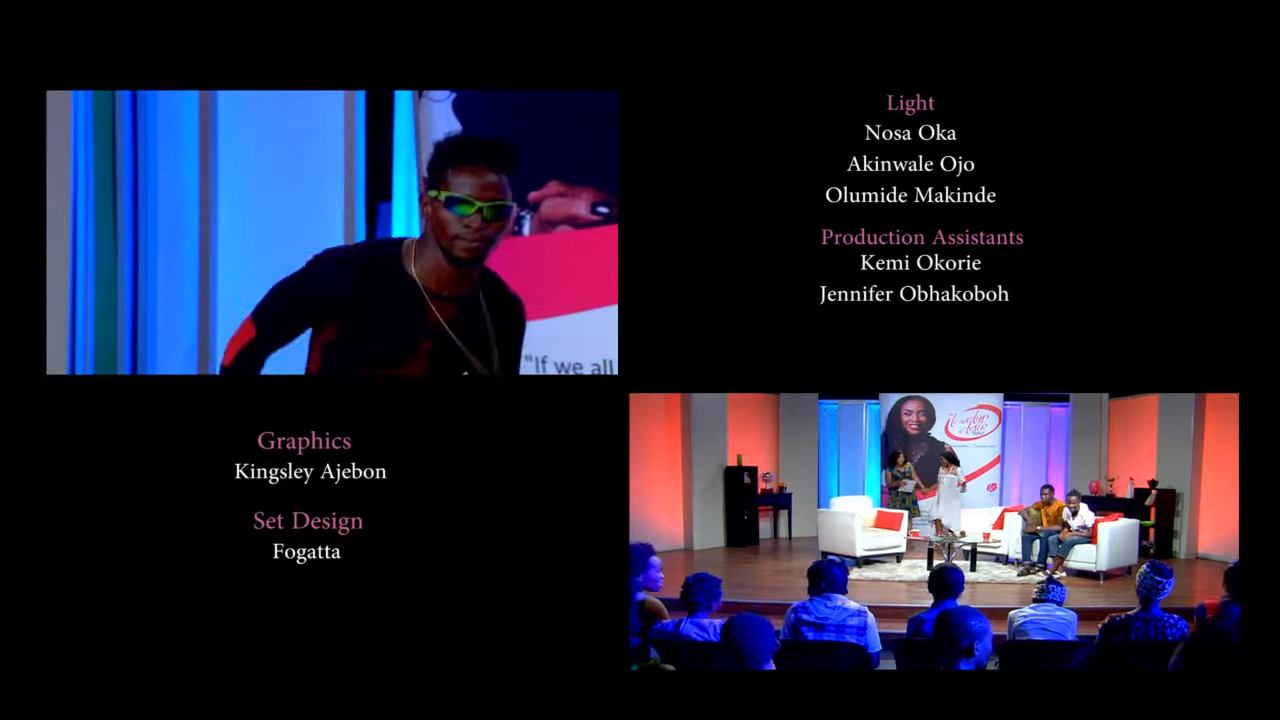 Light
Nosa Oka
Akinwale Ojo
Olumide Makinde
Production Assistants
Kemi Okorie
Jennifer Obhakoboh
"If we all
Graphics
Kingsley Ajebon
Set Design
Fogatta